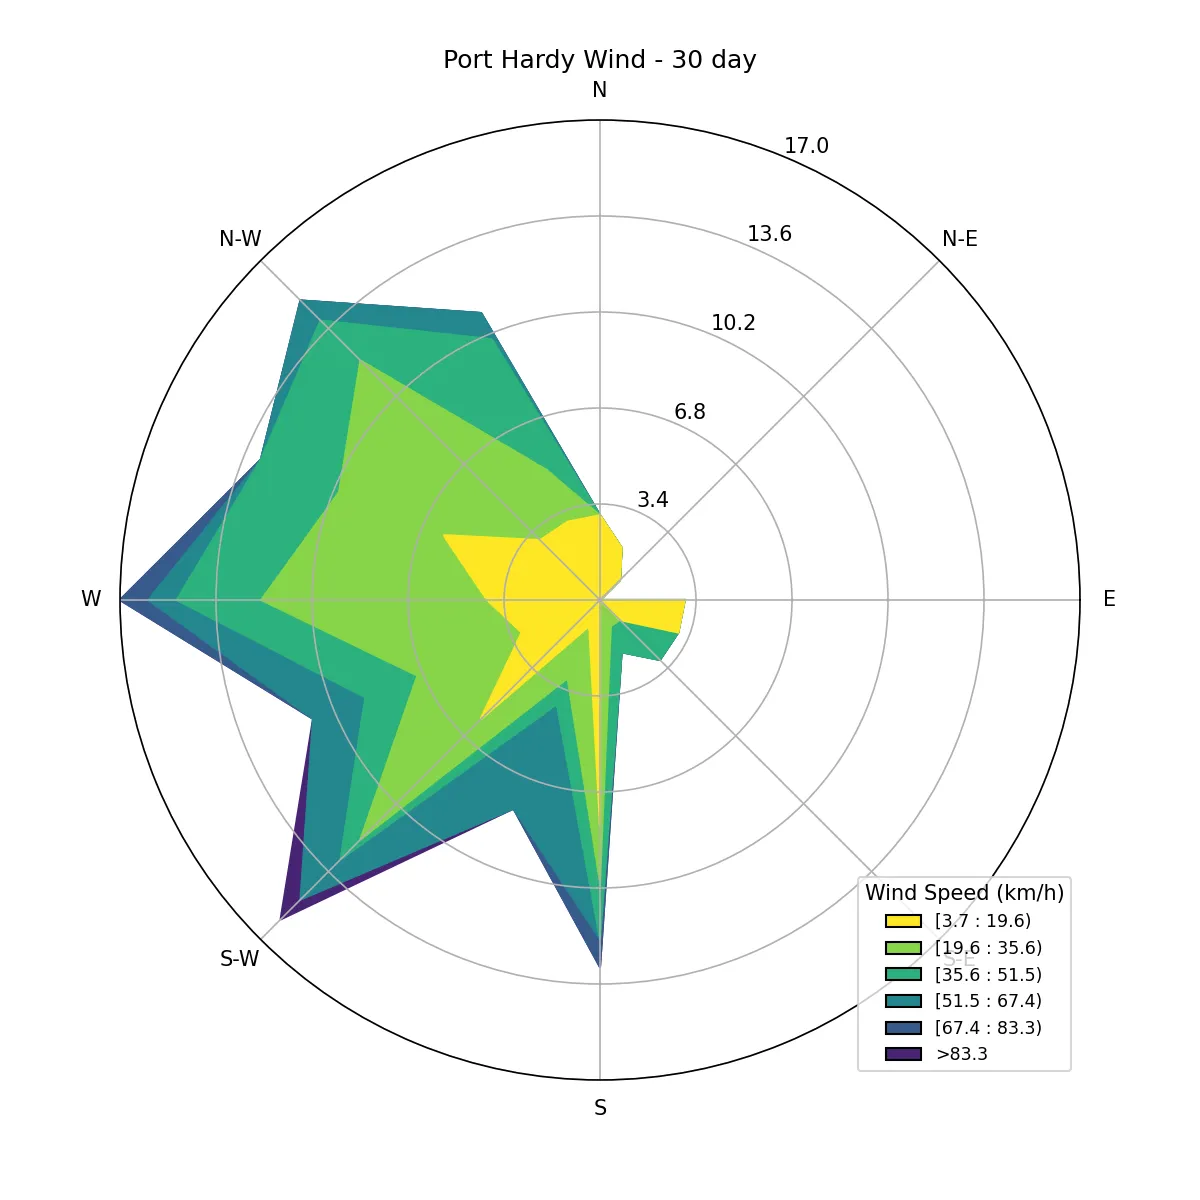 Port Hardy Wind - 30 day
N
17.0
N-W
13.6
N-E
10.2
6.8
3.4
W
E
S-W
S-E
S
Wind Speed (km/h)
[3.7 : 19.6)
[19.6 : 35.6)
[35.6 : 51.5)
[51.5 : 67.4)
[67.4 : 83.3)
>83.3